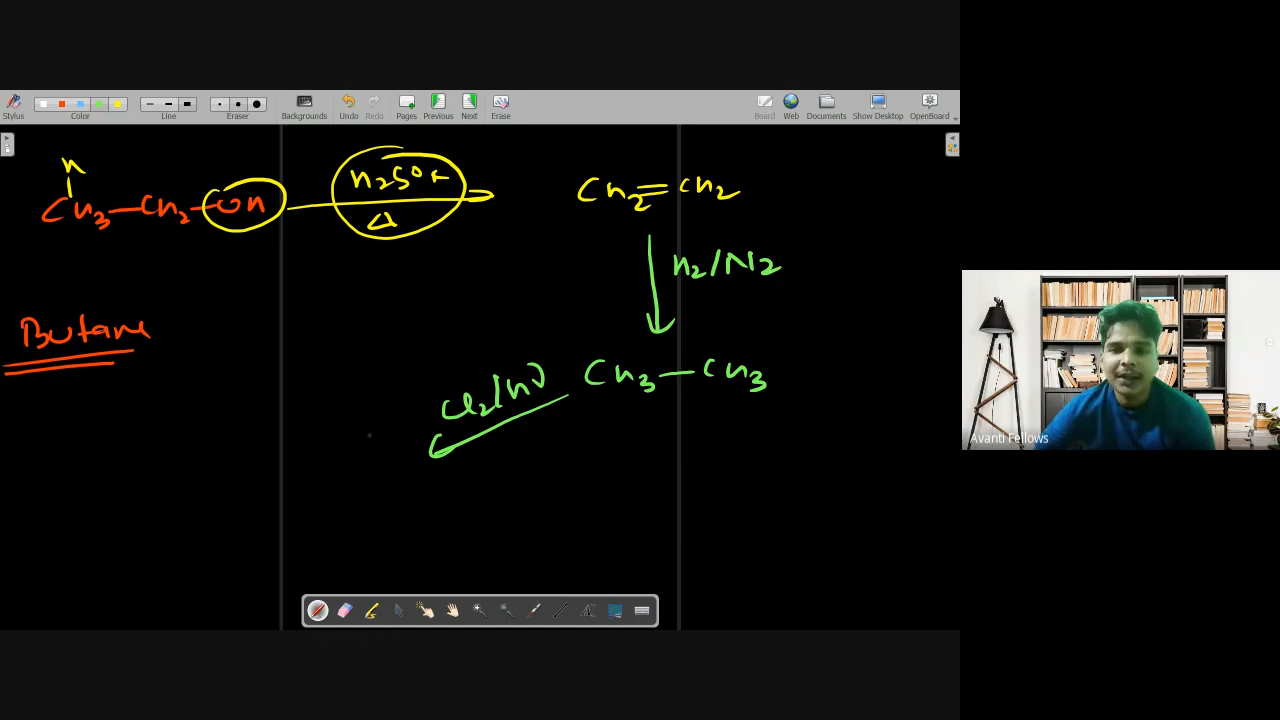 Stylus Color Line Eraser Backgrounds Undo Redo Pages Previous Next Erase Board Web Documents Show Desktop OpenBoard
H
CH3—CH2—OH
H2SO4
Δ
CH2=CH2
H2/Ni
Butane
CH3—CH3
Cl2/hν
Avanti Fellows